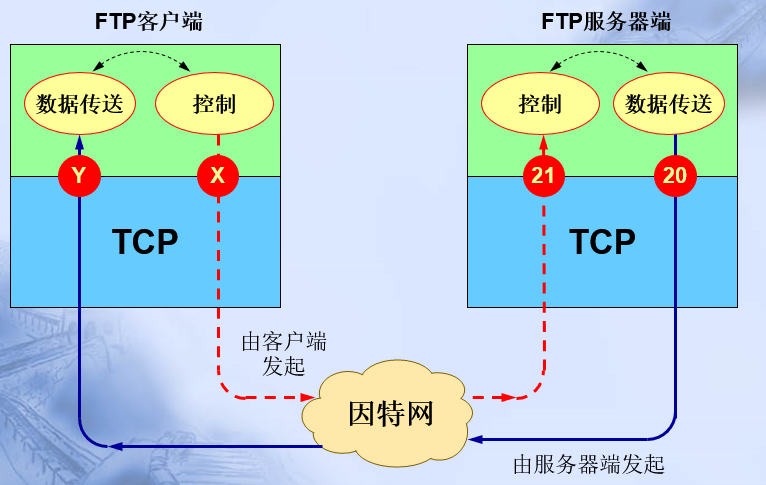 FTP客户端
FTP服务器端
数据传送
控制
控制
数据传送
Y
X
21
20
TCP
TCP
由客户端
发起
因特网
由服务器端发起